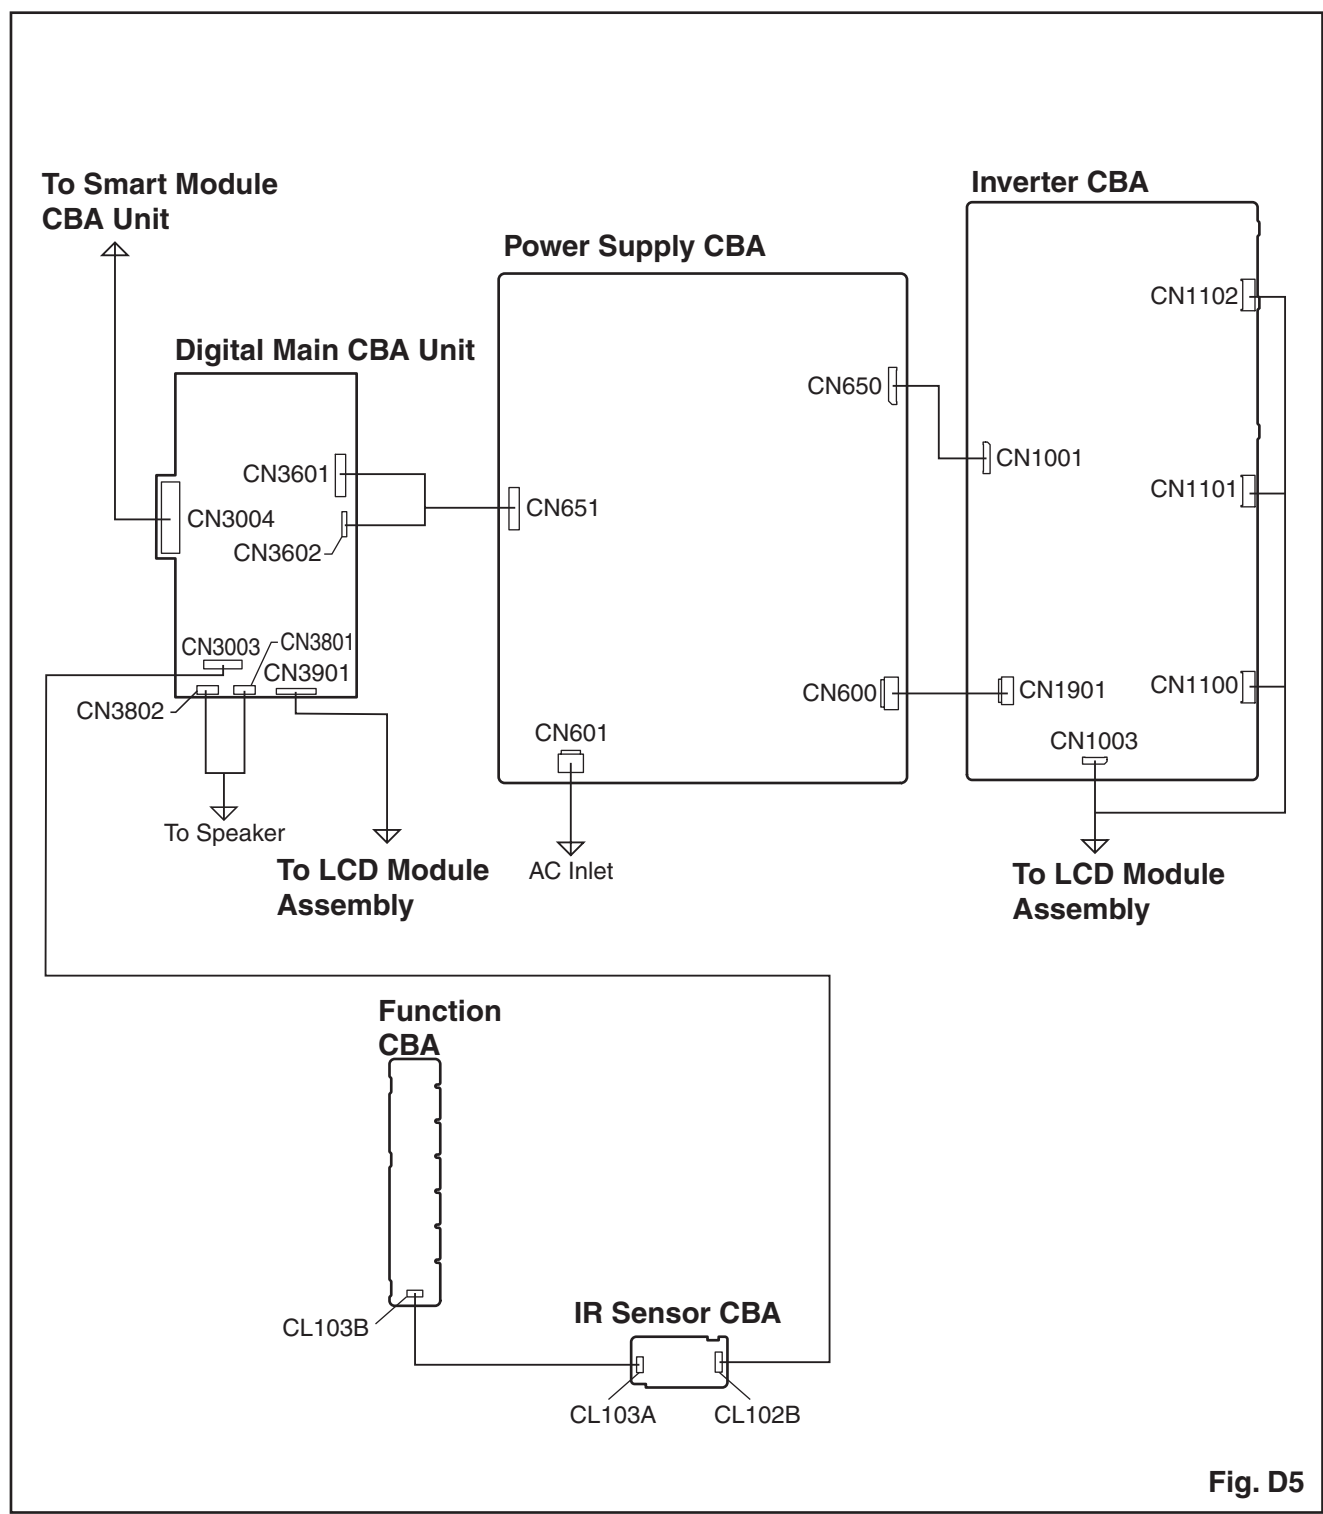 To Smart Module
CBA Unit
Inverter CBA
Power Supply CBA
CN1102
Digital Main CBA Unit
CN650
CN3601
CN1001
CN1101
CN3004
CN651
CN3602
CN3003
CN3801
CN3901
CN3802
CN600
CN1901
CN1100
CN601
CN1003
To Speaker
To LCD Module
Assembly
AC Inlet
To LCD Module
Assembly
Function
CBA
CL103B
IR Sensor CBA
CL103A
CL102B
Fig. D5